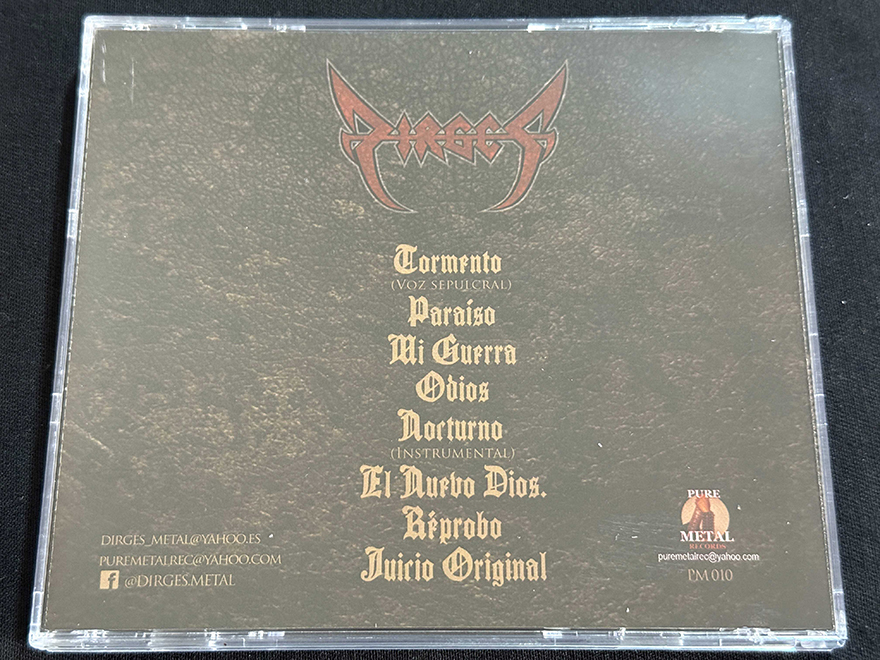 DIRGES
Tormento
(Voz sepulcral)
Paraíso
Mi Guerra
Odios
Nocturno
(Instrumental)
El Nuevo Dios.
Réprobo
Juicio Original
DIRGES_METAL@YAHOO.ES
PUREMETALREC@YAHOO.COM
@DIRGES.METAL
PURE
METAL
RECORDS
puremetalrec@yahoo.com
PM 010